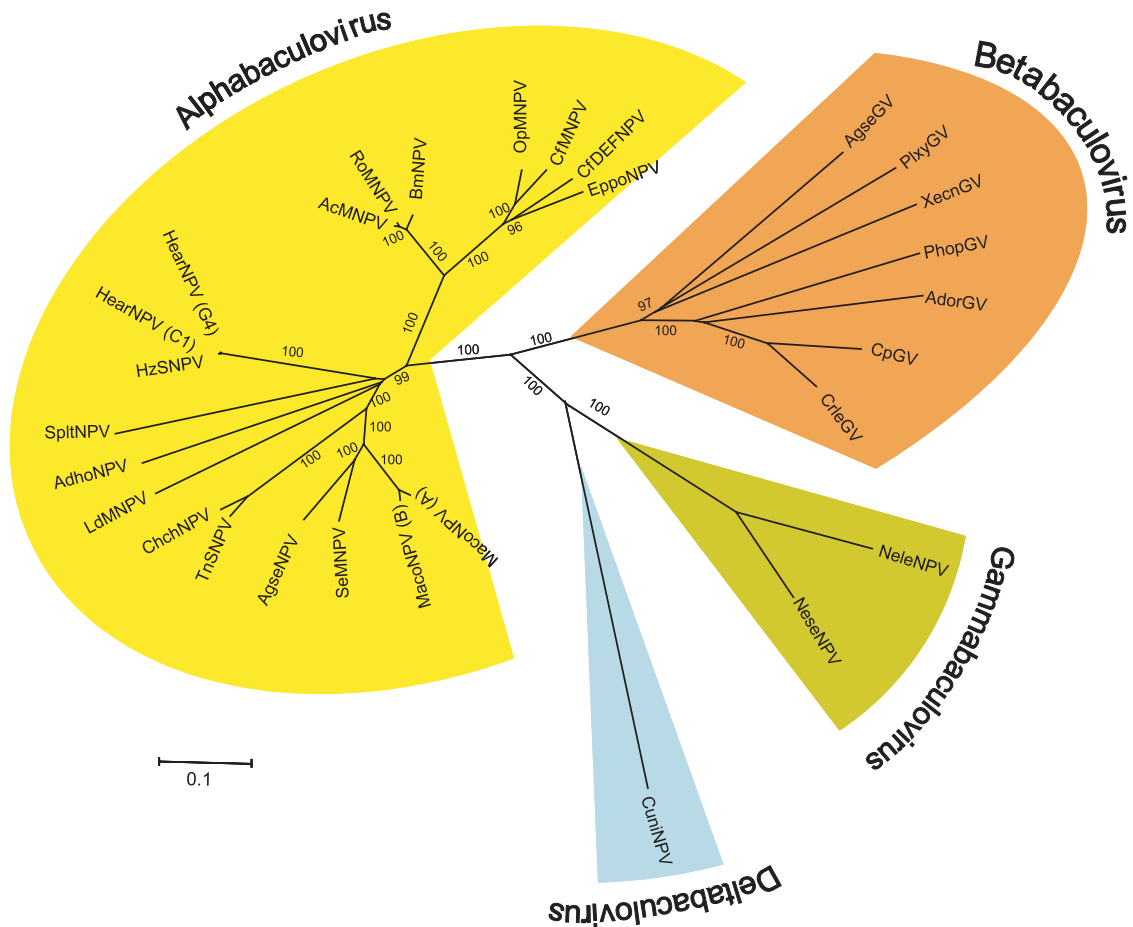 Alphabaculovirus
Betabaculovirus
OpMNPV
CfMNPV
CfDEFNPV
EppoNPV
BmNPV
RoMNPV
AcMNPV
100
100
100
100
96
100
HearNPV (G4)
HearNPV (C1)
HzSNPV
100
SpltNPV
AdhoNPV
LdMNPV
ChchNPV
TnSNPV
AgseNPV
SeMNPV
MacoNPV (B)
MacoNPV (A)
99
100
100
100
100
100
100
100
100
100
AgseGV
PlxyGV
XecnGV
PhopGV
AdorGV
CpGV
CrleGV
97
100
100
NeleNPV
NeseNPV
Gammabaculovirus
CuniNPV
Deltabaculovirus
0.1